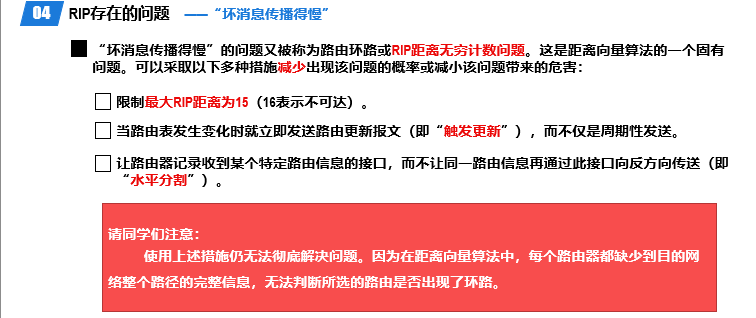 04 RIP存在的问题 ——“坏消息传播得慢”
“坏消息传播得慢”的问题又被称为路由环路或RIP距离无穷计数问题。这是距离向量算法的一个固有
问题。可以采取以下多种措施减少出现该问题的概率或减小该问题带来的危害：
限制最大RIP距离为15（16表示不可达）。
当路由表发生变化时就立即发送路由更新报文（即“触发更新”），而不仅是周期性发送。
让路由器记录收到某个特定路由信息的接口，而不让同一路由信息再通过此接口向反方向传送（即
“水平分割”）。
请同学们注意：
使用上述措施仍无法彻底解决问题。因为在距离向量算法中，每个路由器都缺少到目的网
络整个路径的完整信息，无法判断所选的路由是否出现了环路。